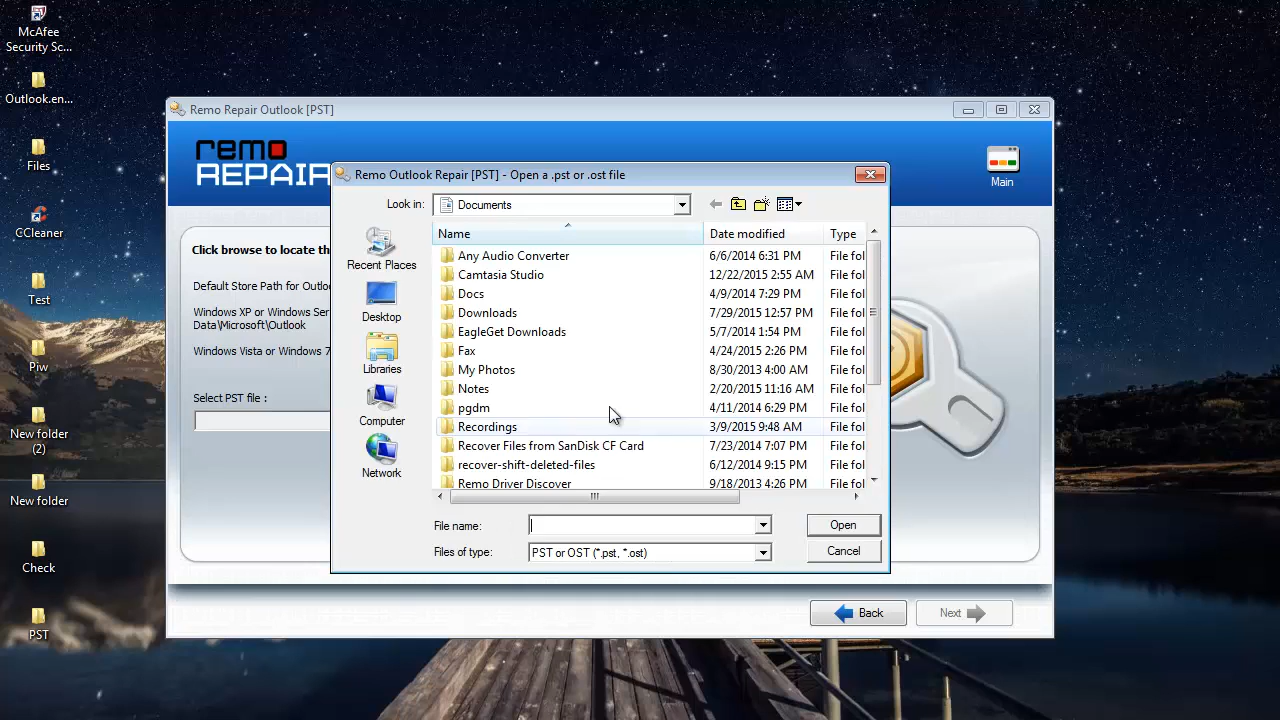 McAfee
Security Sc...
Outlook.en...
Files
CCleaner
Test
Piw
New folder
(2)
New folder
Check
PST
Remo Repair Outlook [PST]
remo
REPAIR
Main
Click browse to locate th
Default Store Path for Outlo
Windows XP or Windows Ser
Data\Microsoft\Outlook
Windows Vista or Windows 7
Select PST file :
Remo Outlook Repair [PST] - Open a .pst or .ost file
Look in:
Documents
Recent Places
Desktop
Libraries
Computer
Network
Name Date modified Type
Any Audio Converter 6/6/2014 6:31 PM File fol
Camtasia Studio 12/22/2015 2:55 AM File fol
Docs 4/9/2014 7:29 PM File fol
Downloads 7/29/2015 12:57 PM File fol
EagleGet Downloads 5/7/2014 1:54 PM File fol
Fax 4/24/2015 2:26 PM File fol
My Photos 8/30/2013 4:00 AM File fol
Notes 2/20/2015 11:16 AM File fol
pgdm 4/11/2014 6:29 PM File fol
Recordings 3/9/2015 9:48 AM File fol
Recover Files from SanDisk CF Card 7/23/2014 7:07 PM File fol
recover-shift-deleted-files 6/12/2014 9:15 PM File fol
Remo Driver Discover 9/18/2013 4:26 PM File fol
File name:
Open
Files of type: PST or OST (*.pst, *.ost)
Cancel
Back
Next